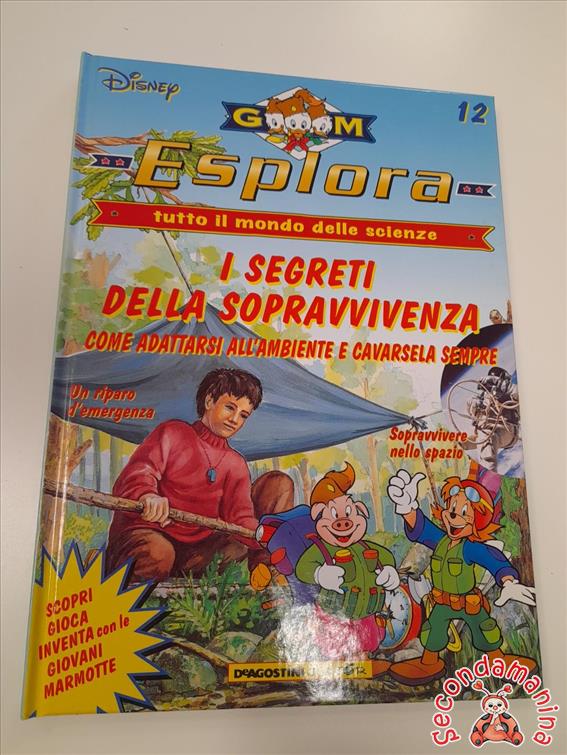 Disney
12
GM
Esplora
tutto il mondo delle scienze
I SEGRETI
DELLA SOPRAVVIVENZA
COME ADATTARSI ALL'AMBIENTE E CAVARSELA SEMPRE
Un riparo
d'emergenza
Sopravvivere
nello spazio
SCOPRI
GIOCA
INVENTA con le
GIOVANI
MARMOTTE
DEAGOSTINI
Secondamanina